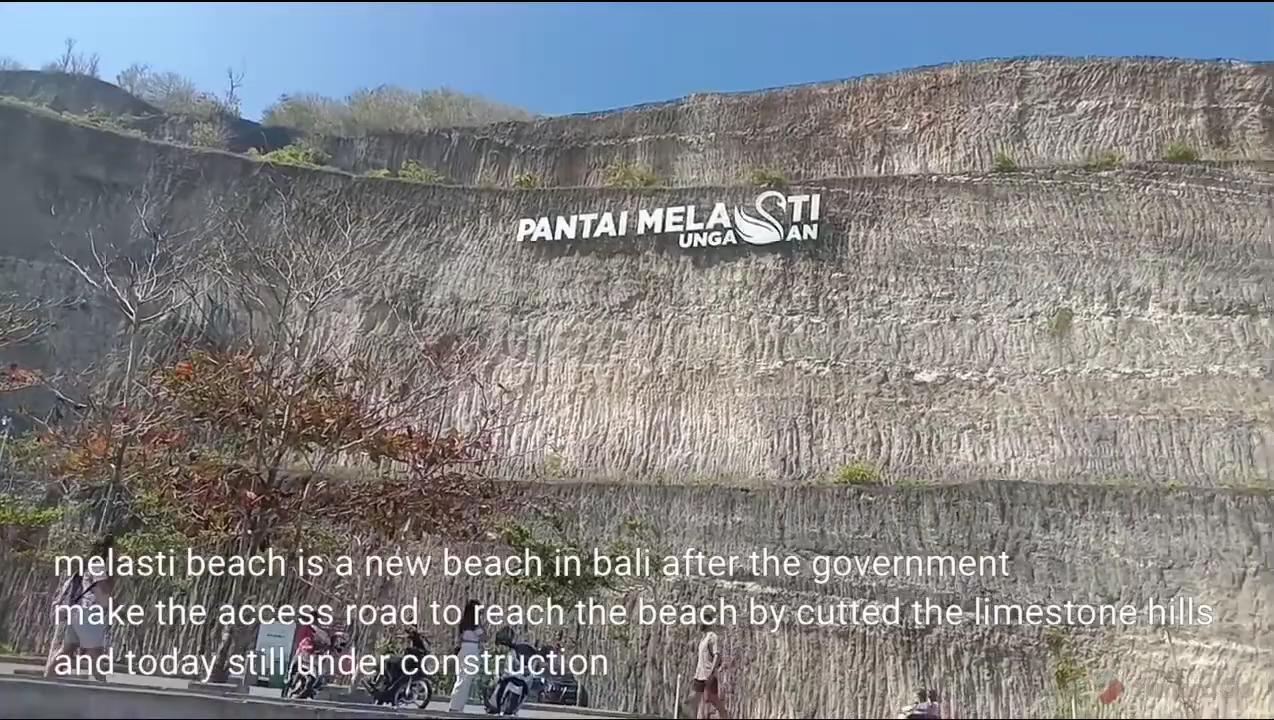 PANTAI MELASTI
UNGASAN
melasti beach is a new beach in bali after the government
make the access road to reach the beach by cutted the limestone hills
and today still under construction